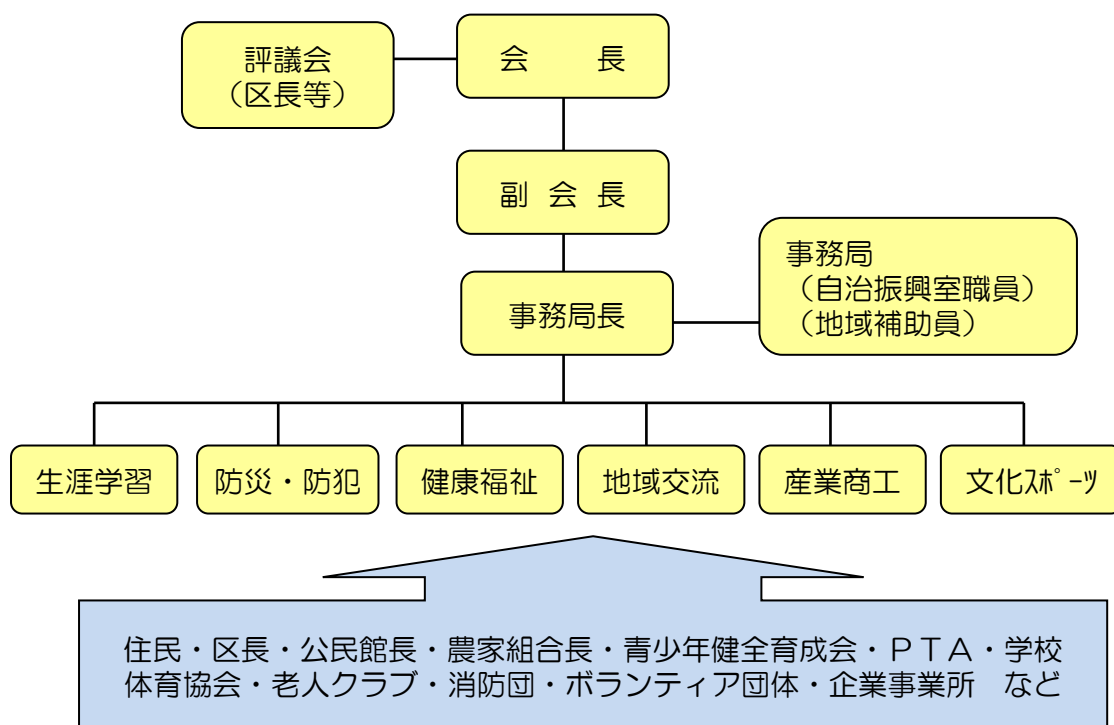 評議会
（区長等）
会　　長
副 会 長
事務局
（自治振興室職員）
（地域補助員）
事務局長
生涯学習
防災・防犯
健康福祉
地域交流
産業商工
文化ｽﾎﾟｰﾂ
住民・区長・公民館長・農家組合長・青少年健全育成会・ＰＴＡ・学校
体育協会・老人クラブ・消防団・ボランティア団体・企業事業所　など